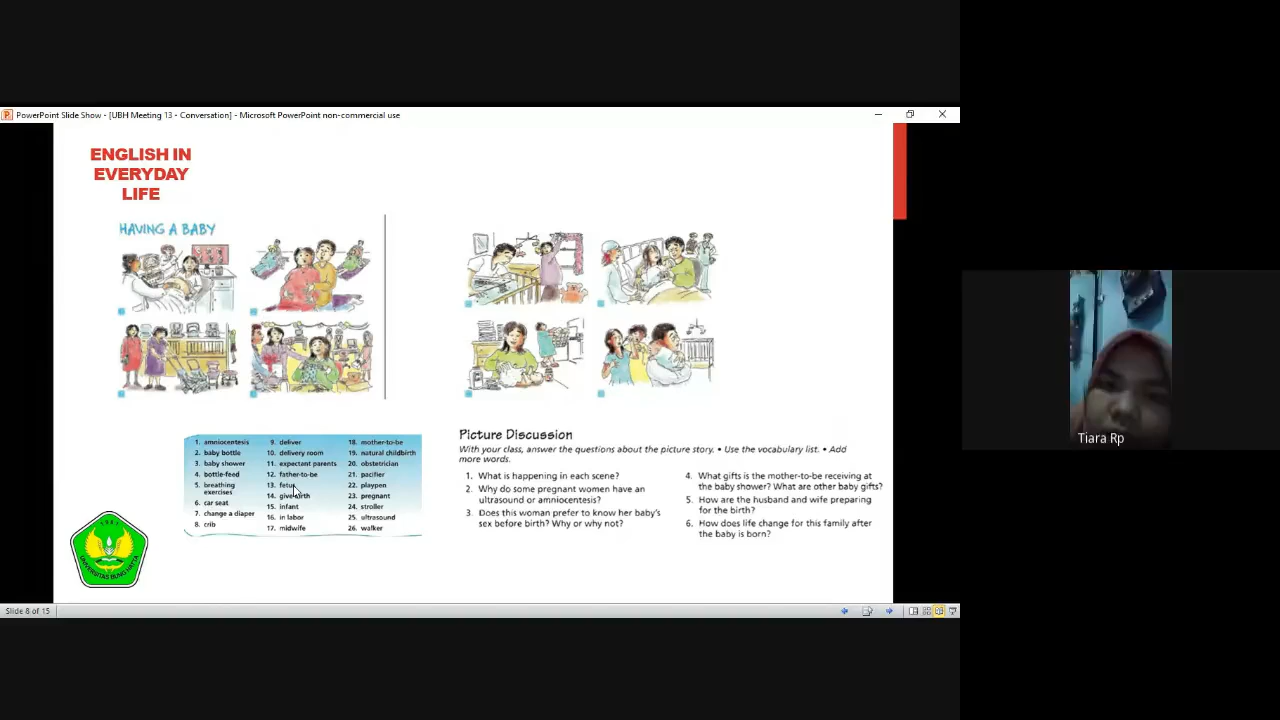 PowerPoint Slide Show - [UBH Meeting 13 - Conversation] - Microsoft PowerPoint non-commercial use
ENGLISH IN
EVERYDAY
LIFE
HAVING A BABY
1. amniocentesis
2. baby bottle
3. baby shower
4. bottle-feed
5. breathing
exercises
6. car seat
7. change a diaper
8. crib
9. deliver
10. delivery room
11. expectant parents
12. father-to-be
13. fetus
14. give birth
15. infant
16. in labor
17. midwife
18. mother-to-be
19. natural childbirth
20. obstetrician
21. pacifier
22. playpen
23. pregnant
24. stroller
25. ultrasound
26. walker
Picture Discussion
With your class, answer the questions about the picture story. • Use the vocabulary list. • Add
more words.
1. What is happening in each scene?
2. Why do some pregnant women have an
ultrasound or amniocentesis?
3. Does this woman prefer to know her baby's
sex before birth? Why or why not?
4. What gifts is the mother-to-be receiving at
the baby shower? What are other baby gifts?
5. How are the husband and wife preparing
for the birth?
6. How does life change for this family after
the baby is born?
UNIVERSITAS BUNG HATTA
Slide 8 of 15
Tiara Rp